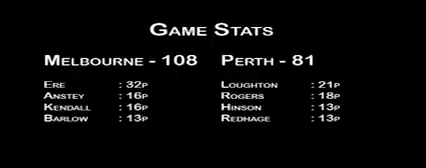 Game Stats
Melbourne - 108 Perth - 81
Ere : 32p Loughton : 21p
Anstey : 16p Rogers : 18p
Kendall : 16p Hinson : 13p
Barlow : 13p Redhage : 13p